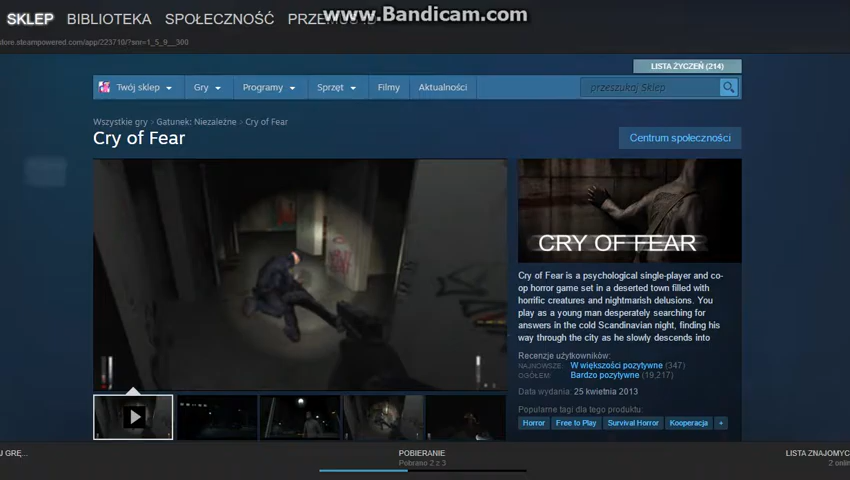 www.Bandicam.com
SKLEP BIBLIOTEKA SPOŁECZNOŚĆ
dore.steampowered.com/app/223710/?snr=1_5_9__300
LISTA ŻYCZEŃ (214)
Twój sklep Gry Programy Sprzęt Filmy Aktualności
przeszukaj Sklep
Wszystkie gry > Gatunek: Niezależne > Cry of Fear
Cry of Fear
Centrum społeczności
CRY OF FEAR
Cry of Fear is a psychological single-player and co-
op horror game set in a deserted town filled with
horrific creatures and nightmarish delusions. You
play as a young man desperately searching for
answers in the cold Scandinavian night, finding his
way through the city as he slowly descends into
Recenzje użytkowników:
NAJNOWSZE: W większości pozytywne (347)
OGÓŁEM: Bardzo pozytywne (19,217)
Data wydania: 25 kwietnia 2013
Popularne tagi dla tego produktu:
Horror Free to Play Survival Horror Kooperacja +
J GRĘ...
POBIERANIE
Pobrano 2 z 3
LISTA ZNAJOMYC
2 onli